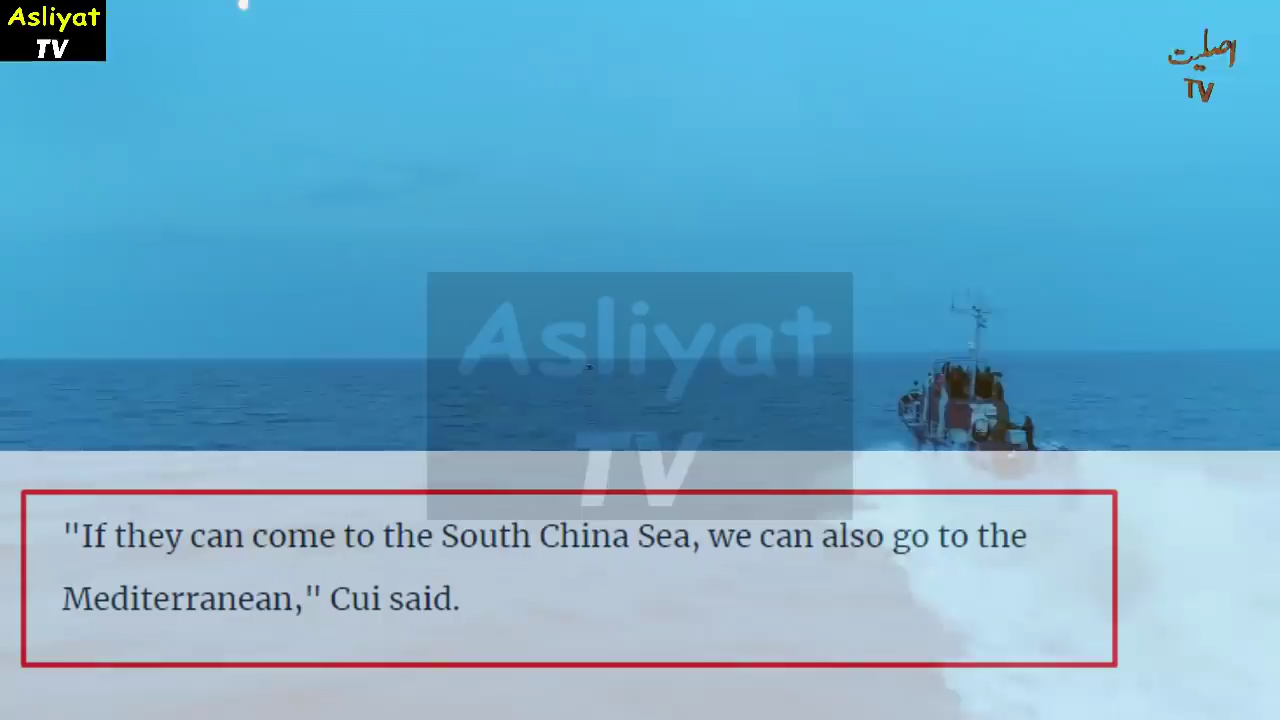 Asliyat
TV
اصلیت
TV
Asliyat
TV
"If they can come to the South China Sea, we can also go to the
Mediterranean," Cui said.